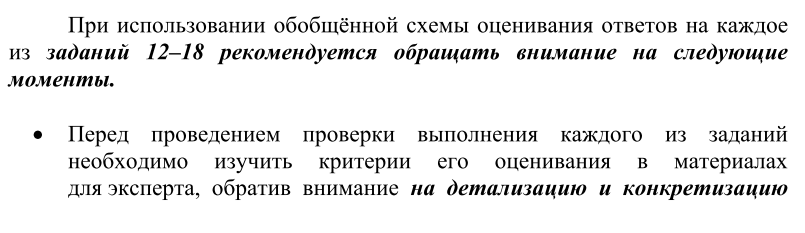 При использовании обобщённой схемы оценивания ответов на каждое
из заданий 12–18 рекомендуется обращать внимание на следующие
моменты.
• Перед проведением проверки выполнения каждого из заданий
необходимо изучить критерии его оценивания в материалах
для эксперта, обратив внимание на детализацию и конкретизацию